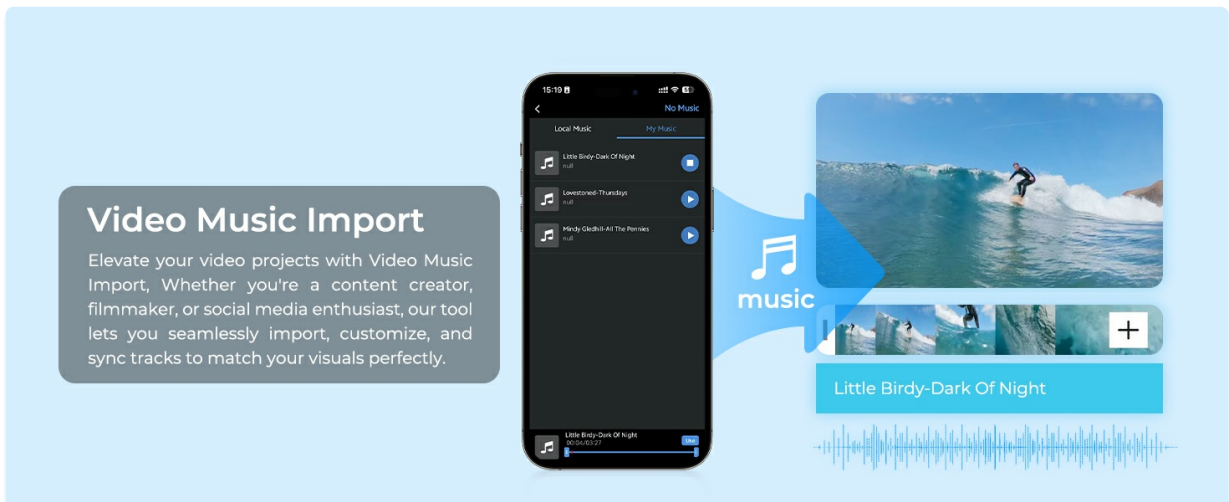 Video Music Import
Elevate your video projects with Video Music
Import, Whether you're a content creator,
filmmaker, or social media enthusiast, our tool
lets you seamlessly import, customize, and
sync tracks to match your visuals perfectly.
15:19
No Music
Local Music
My Music
Little Birdy-Dark Of Night
null
Lovestoned-Thursdays
null
Mindy Gledhill-All The Pennies
null
Little Birdy-Dark Of Night
00:04/03:27
Use
music
Little Birdy-Dark Of Night